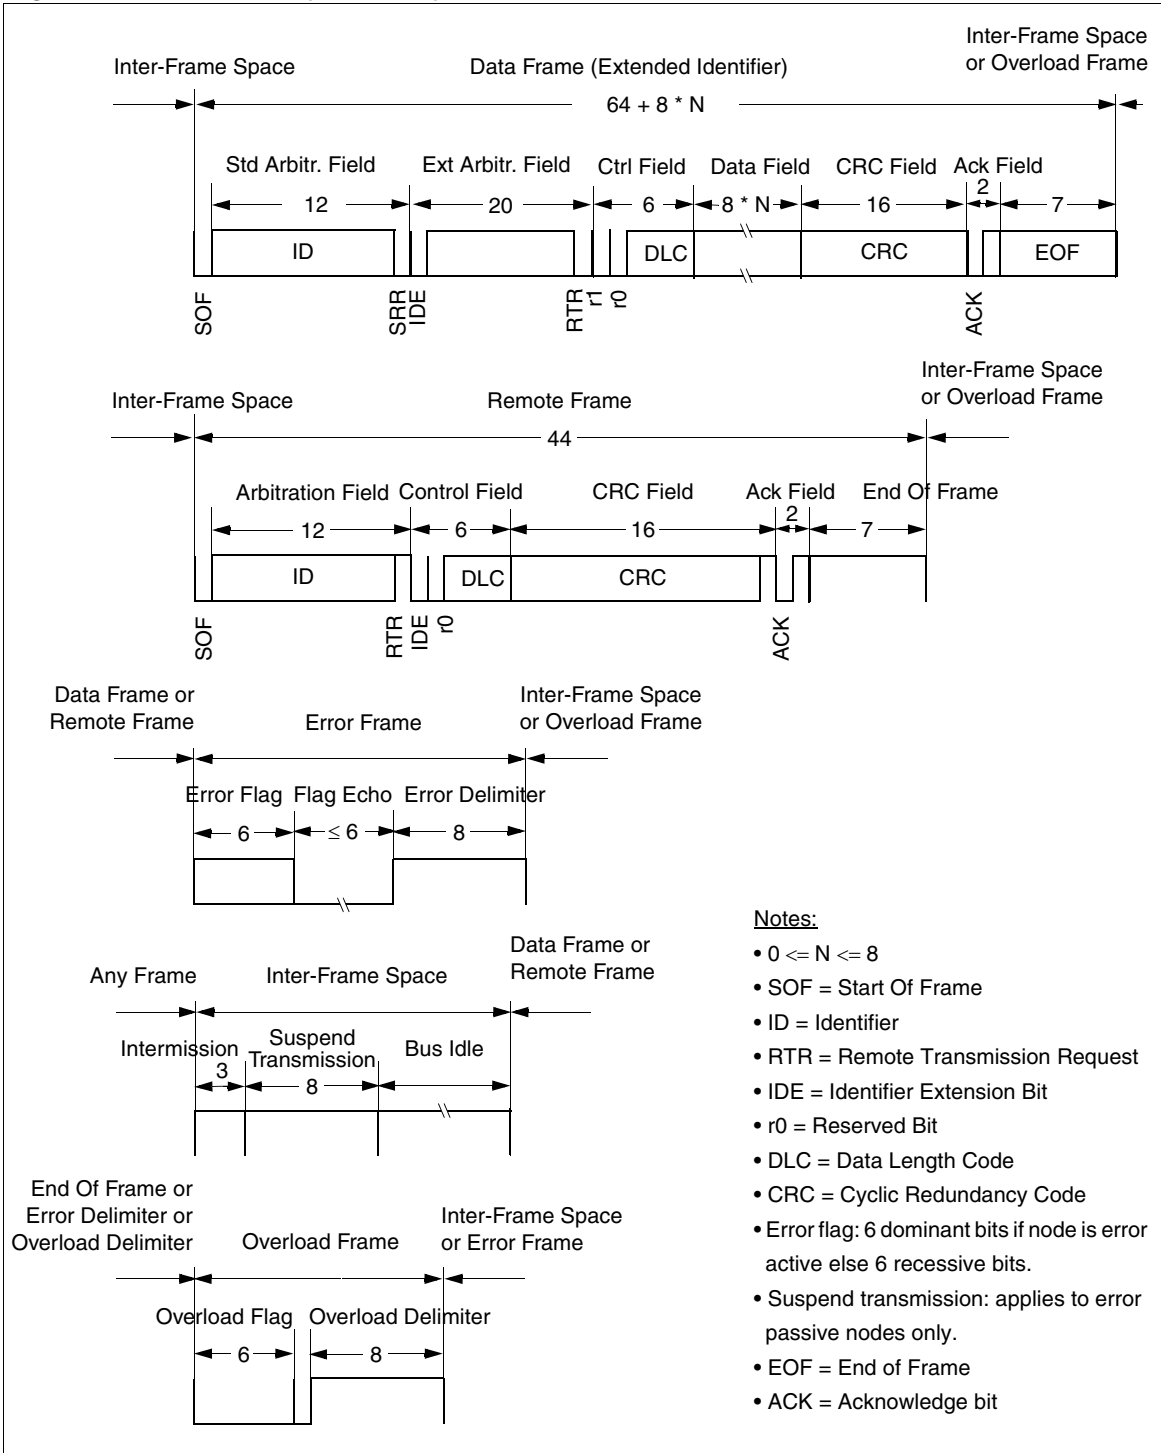 Inter-Frame Space
Data Frame (Extended Identifier)
Inter-Frame Space
or Overload Frame
64 + 8 * N
Std Arbitr. Field
Ext Arbitr. Field
Ctrl Field
Data Field
CRC Field
Ack Field
12
20
6
8 * N
16
2
7
ID
DLC
CRC
EOF
SOF
SRR
IDE
RTR
r1
r0
ACK
Inter-Frame Space
Remote Frame
Inter-Frame Space
or Overload Frame
44
Arbitration Field
Control Field
CRC Field
Ack Field
End Of Frame
12
6
16
2
7
ID
DLC
CRC
SOF
RTR
IDE
r0
ACK
Data Frame or
Remote Frame
Error Frame
Inter-Frame Space
or Overload Frame
Error Flag
Flag Echo
Error Delimiter
6
≤ 6
8
Any Frame
Inter-Frame Space
Data Frame or
Remote Frame
Intermission
Suspend
Transmission
Bus Idle
3
8
End Of Frame or
Error Delimiter or
Overload Delimiter
Overload Frame
Inter-Frame Space
or Error Frame
Overload Flag
Overload Delimiter
6
8
Notes:
• 0 <= N <= 8
• SOF = Start Of Frame
• ID = Identifier
• RTR = Remote Transmission Request
• IDE = Identifier Extension Bit
• r0 = Reserved Bit
• DLC = Data Length Code
• CRC = Cyclic Redundancy Code
• Error flag: 6 dominant bits if node is error
active else 6 recessive bits.
• Suspend transmission: applies to error
passive nodes only.
• EOF = End of Frame
• ACK = Acknowledge bit